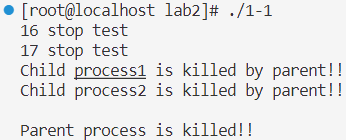 [root@localhost lab2]# ./1-1
16 stop test
17 stop test
Child process1 is killed by parent!!
Child process2 is killed by parent!!
Parent process is killed!!